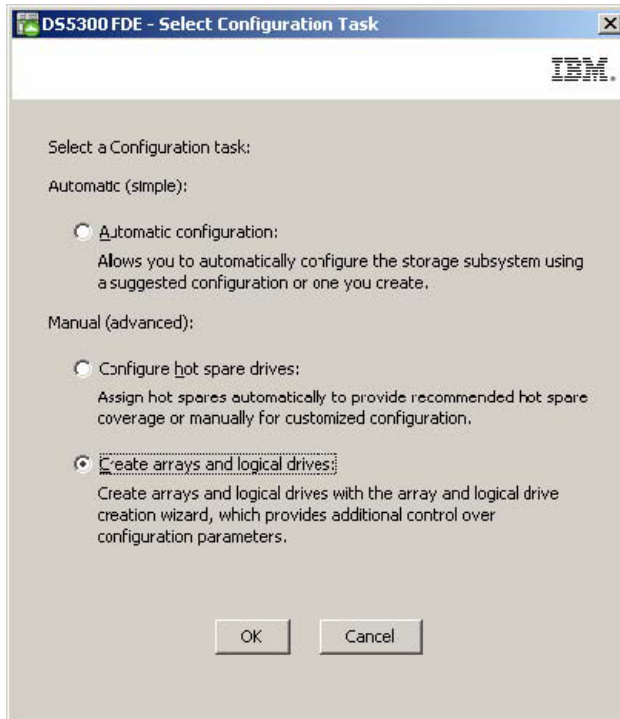 DS5300 FDE - Select Configuration Task
IBM.
Select a Configuration task:
Automatic (simple):
Automatic configuration:
Allows you to automatically configure the storage subsystem using
a suggested configuration or one you create.
Manual (advanced):
Configure hot spare drives:
Assign hot spares automatically to provide recommended hot spare
coverage or manually for customized configuration.
Create arrays and logical drives:
Create arrays and logical drives with the array and logical drive
creation wizard, which provides additional control over
configuration parameters.
OK
Cancel